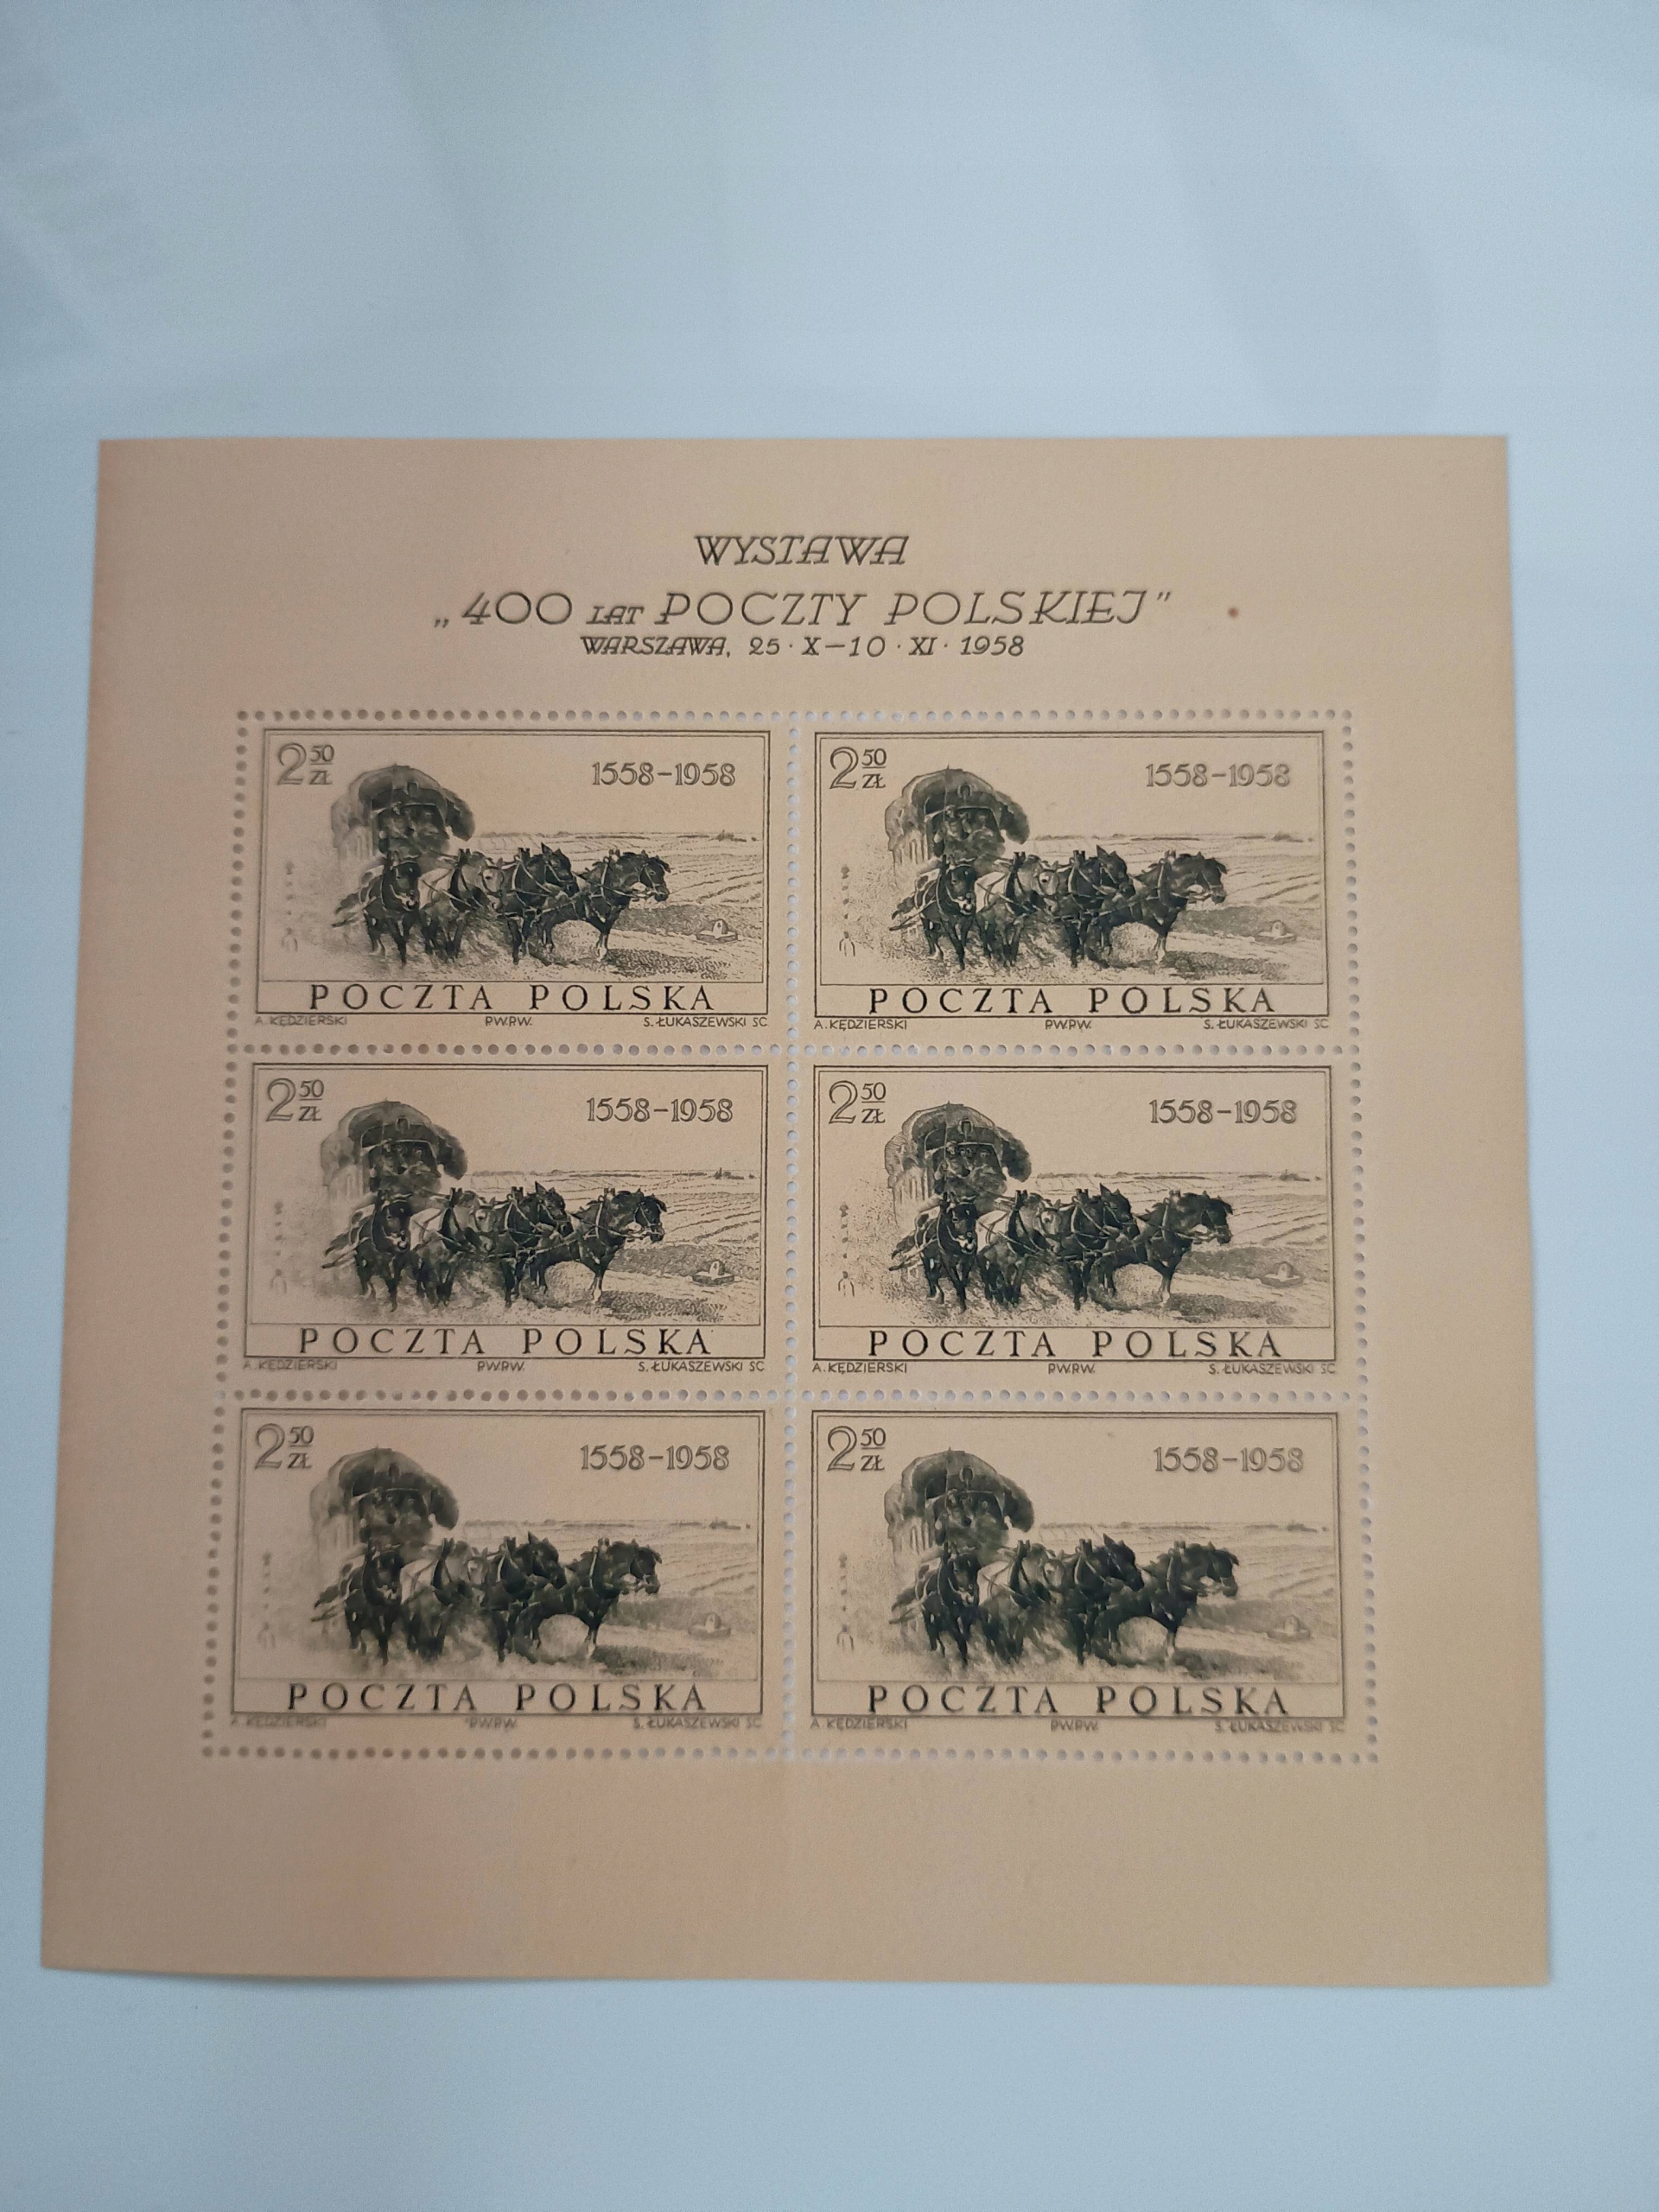 WYSTAWA
„400 LAT POCZTY POLSKIEJ”
WARSZAWA, 25·X–10·XI·1958
2 50 ZŁ 1558–1958 2 50 ZŁ 1558–1958
POCZTA POLSKA POCZTA POLSKA
A. KĘDZIERSKI P.W.P.W. S. ŁUKASZEWSKI SC A. KĘDZIERSKI P.W.P.W. S. ŁUKASZEWSKI SC
2 50 ZŁ 1558–1958 2 50 ZŁ 1558–1958
POCZTA POLSKA POCZTA POLSKA
A. KĘDZIERSKI P.W.P.W. S. ŁUKASZEWSKI SC A. KĘDZIERSKI P.W.P.W. S. ŁUKASZEWSKI SC
2 50 ZŁ 1558–1958 2 50 ZŁ 1558–1958
POCZTA POLSKA POCZTA POLSKA
A. KĘDZIERSKI P.W.P.W. S. ŁUKASZEWSKI SC A. KĘDZIERSKI P.W.P.W. S. ŁUKASZEWSKI SC